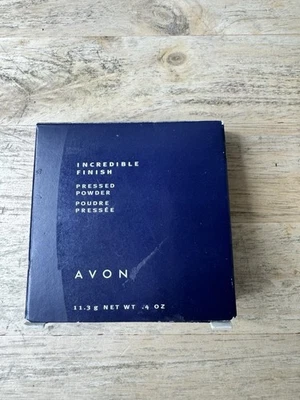 INCREDIBLE
FINISH
PRESSED
POWDER
POUDRE
PRESSÉE
AVON
11.3 g NET WT .4 OZ